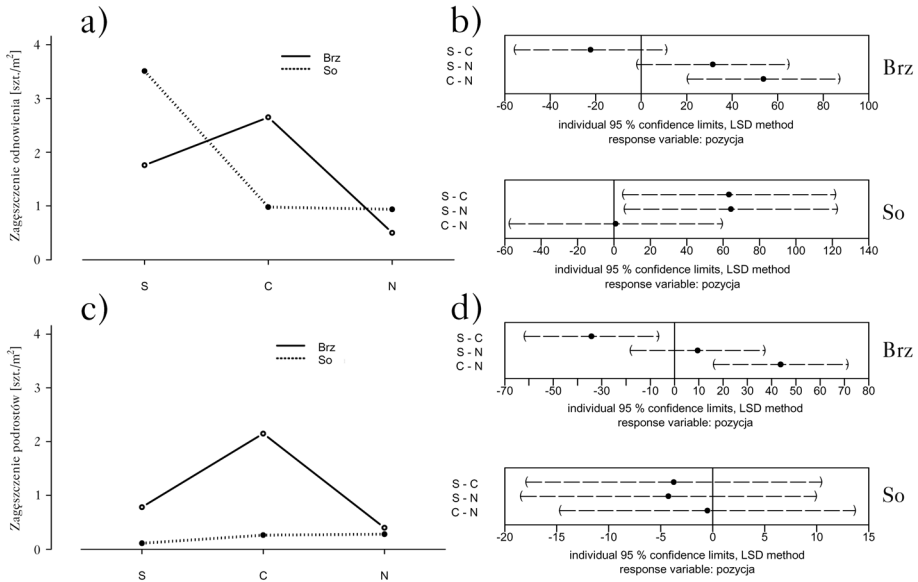 a)
Zagęszczenie odnowienia [szt./m²]
4
3
2
1
0
Brz
So
S
C
N
b)
S - C
S - N
C - N
Brz
-60
-40
-20
0
20
40
60
80
100
individual 95 % confidence limits, LSD method
response variable: pozycja
S - C
S - N
C - N
So
-60
-40
-20
0
20
40
60
80
100
120
140
individual 95 % confidence limits, LSD method
response variable: pozycja
c)
Zagęszczenie podrostów [szt./m²]
4
3
2
1
0
Brz
So
S
C
N
d)
S - C
S - N
C - N
Brz
-70
-50
-30
-10
0
10
20
30
40
50
60
70
80
individual 95 % confidence limits, LSD method
response variable: pozycja
S - C
S - N
C - N
So
-20
-15
-10
-5
0
5
10
15
individual 95 % confidence limits, LSD method
response variable: pozycja